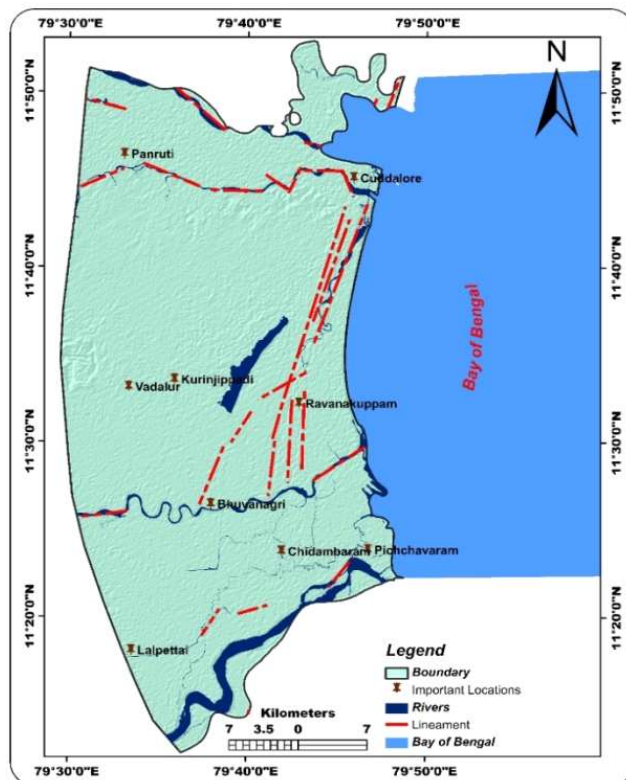 79°30'0"E 79°40'0"E 79°50'0"E
N
11°50'0"N 11°50'0"N
Panruti
Cuddalore
11°40'0"N 11°40'0"N
Bay of Bengal
Kurinjippadi
Vadalur
Ravanakuppam
11°30'0"N 11°30'0"N
Bhuvanagri
Chidambaram Pichchavaram
11°20'0"N 11°20'0"N
Lalpettai
Legend
Boundary
Important Locations
Rivers
Lineament
Bay of Bengal
Kilometers
7 3.5 0 7
79°30'0"E 79°40'0"E 79°50'0"E